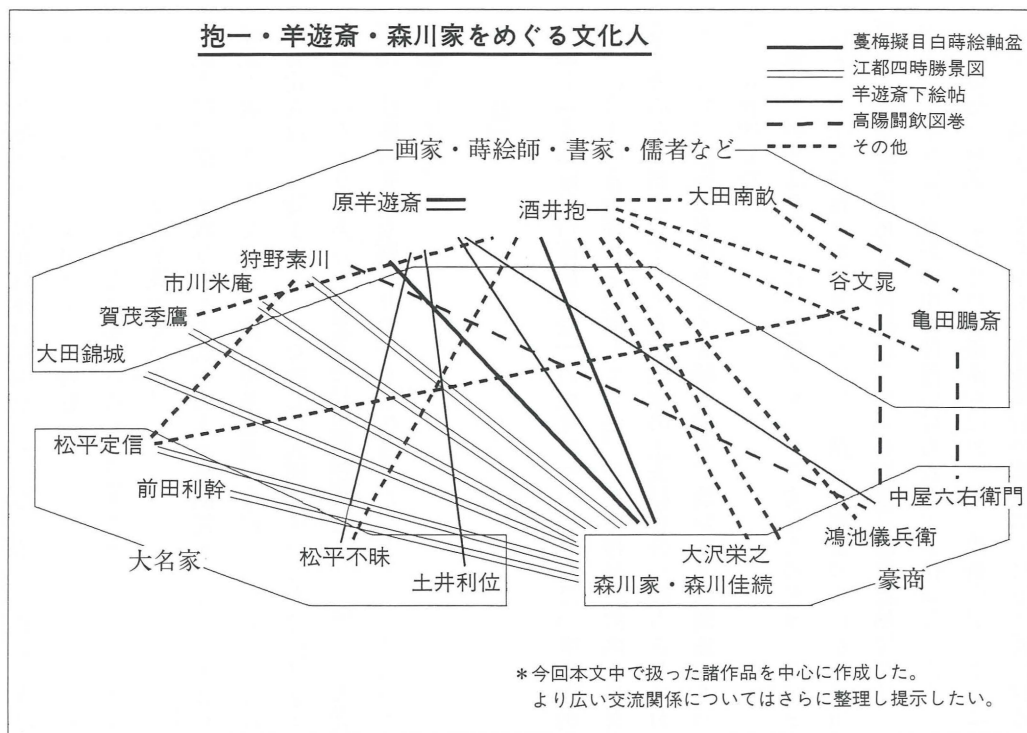 抱一・羊遊斎・森川家をめぐる文化人
蔓梅擬目白蒔絵軸盆
江都四時勝景図
羊遊斎下絵帖
高陽闘飲図巻
その他
画家・蒔絵師・書家・儒者など
原羊遊斎
酒井抱一
大田南畝
狩野素川
市川米庵
賀茂季鷹
大田錦城
谷文晁
亀田鵬斎
松平定信
前田利幹
大名家
松平不昧
土井利位
大沢栄之
森川家・森川佳続
中屋六右衛門
鴻池儀兵衛
豪商
＊今回本文中で扱った諸作品を中心に作成した。
より広い交流関係についてはさらに整理し提示したい。